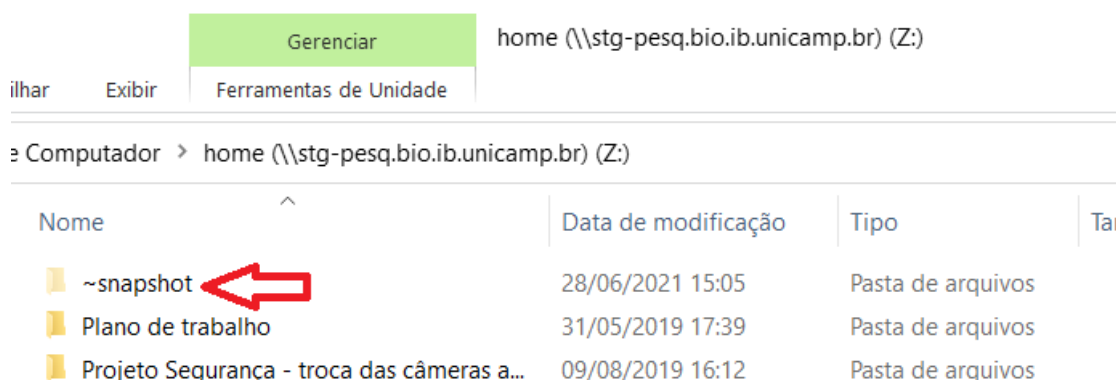 Gerenciar home (\\stg-pesq.bio.ib.unicamp.br) (Z:)
ilhar Exibir Ferramentas de Unidade
e Computador > home (\\stg-pesq.bio.ib.unicamp.br) (Z:)
Nome Data de modificação Tipo Ta
~snapshot 28/06/2021 15:05 Pasta de arquivos
Plano de trabalho 31/05/2019 17:39 Pasta de arquivos
Projeto Segurança - troca das câmeras a... 09/08/2019 16:12 Pasta de arquivos